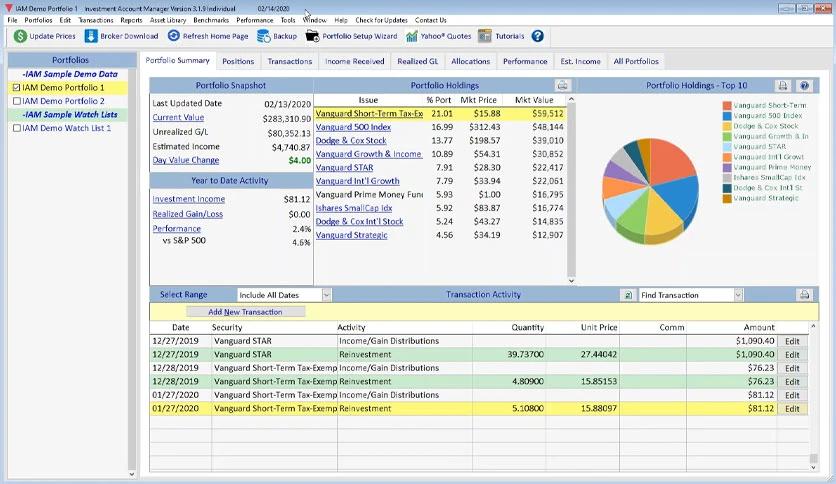 IAM Demo Portfolio 1 - Investment Account Manager Version 3.1.9 Individual 02/14/2020
File Portfolios Edit Transactions Reports Asset Library Benchmarks Performance Tools Window Help Check for Updates Contact Us
Update Prices Broker Download Refresh Home Page Backup Portfolio Setup Wizard Yahoo® Quotes Tutorials
Portfolios
-IAM Sample Demo Data
IAM Demo Portfolio 1
IAM Demo Portfolio 2
-IAM Sample Watch Lists
IAM Demo Watch List 1
Portfolio Summary Positions Transactions Income Received Realized GL Allocations Performance Est. Income All Portfolios
Portfolio Snapshot
Last Updated Date 02/13/2020
Current Value $283,310.90
Unrealized G/L $80,352.13
Estimated Income $4,740.87
Day Value Change $4.00
Year to Date Activity
Investment Income $81.12
Realized Gain/Loss $0.00
Performance 2.4%
vs S&P 500 4.6%
Portfolio Holdings
Issue % Port Mkt Price Mkt Value
Vanguard Short-Term Tax-Ex 21.01 $15.88 $59,512
Vanguard 500 Index 16.99 $312.43 $48,144
Dodge & Cox Stock 13.77 $198.57 $39,010
Vanguard Growth & Income 10.89 $54.31 $30,852
Vanguard STAR 7.91 $28.30 $22,417
Vanguard Int'l Growth 7.79 $33.94 $22,061
Vanguard Prime Money Fun 5.93 $1.00 $16,795
Ishares SmallCap Idx 5.92 $83.87 $16,774
Dodge & Cox Int'l Stock 5.24 $43.27 $14,835
Vanguard Strategic 4.56 $34.19 $12,907
Portfolio Holdings - Top 10
Vanguard Short-Term
Vanguard 500 Index
Dodge & Cox Stock
Vanguard Growth & In
Vanguard STAR
Vanguard Int'l Growt
Vanguard Prime Money
Ishares SmallCap Idx
Dodge & Cox Int'l St
Vanguard Strategic
Select Range Include All Dates Transaction Activity Find Transaction
Add New Transaction
Date Security Activity Quantity Unit Price Comm Amount
12/27/2019 Vanguard STAR Income/Gain Distributions $1,090.40 Edit
12/27/2019 Vanguard STAR Reinvestment 39.73700 27.44042 $1,090.40 Edit
12/28/2019 Vanguard Short-Term Tax-Exemp Income/Gain Distributions $76.23 Edit
12/28/2019 Vanguard Short-Term Tax-Exemp Reinvestment 4.80900 15.85153 $76.23 Edit
01/27/2020 Vanguard Short-Term Tax-Exemp Income/Gain Distributions $81.12 Edit
01/27/2020 Vanguard Short-Term Tax-Exemp Reinvestment 5.10800 15.88097 $81.12 Edit